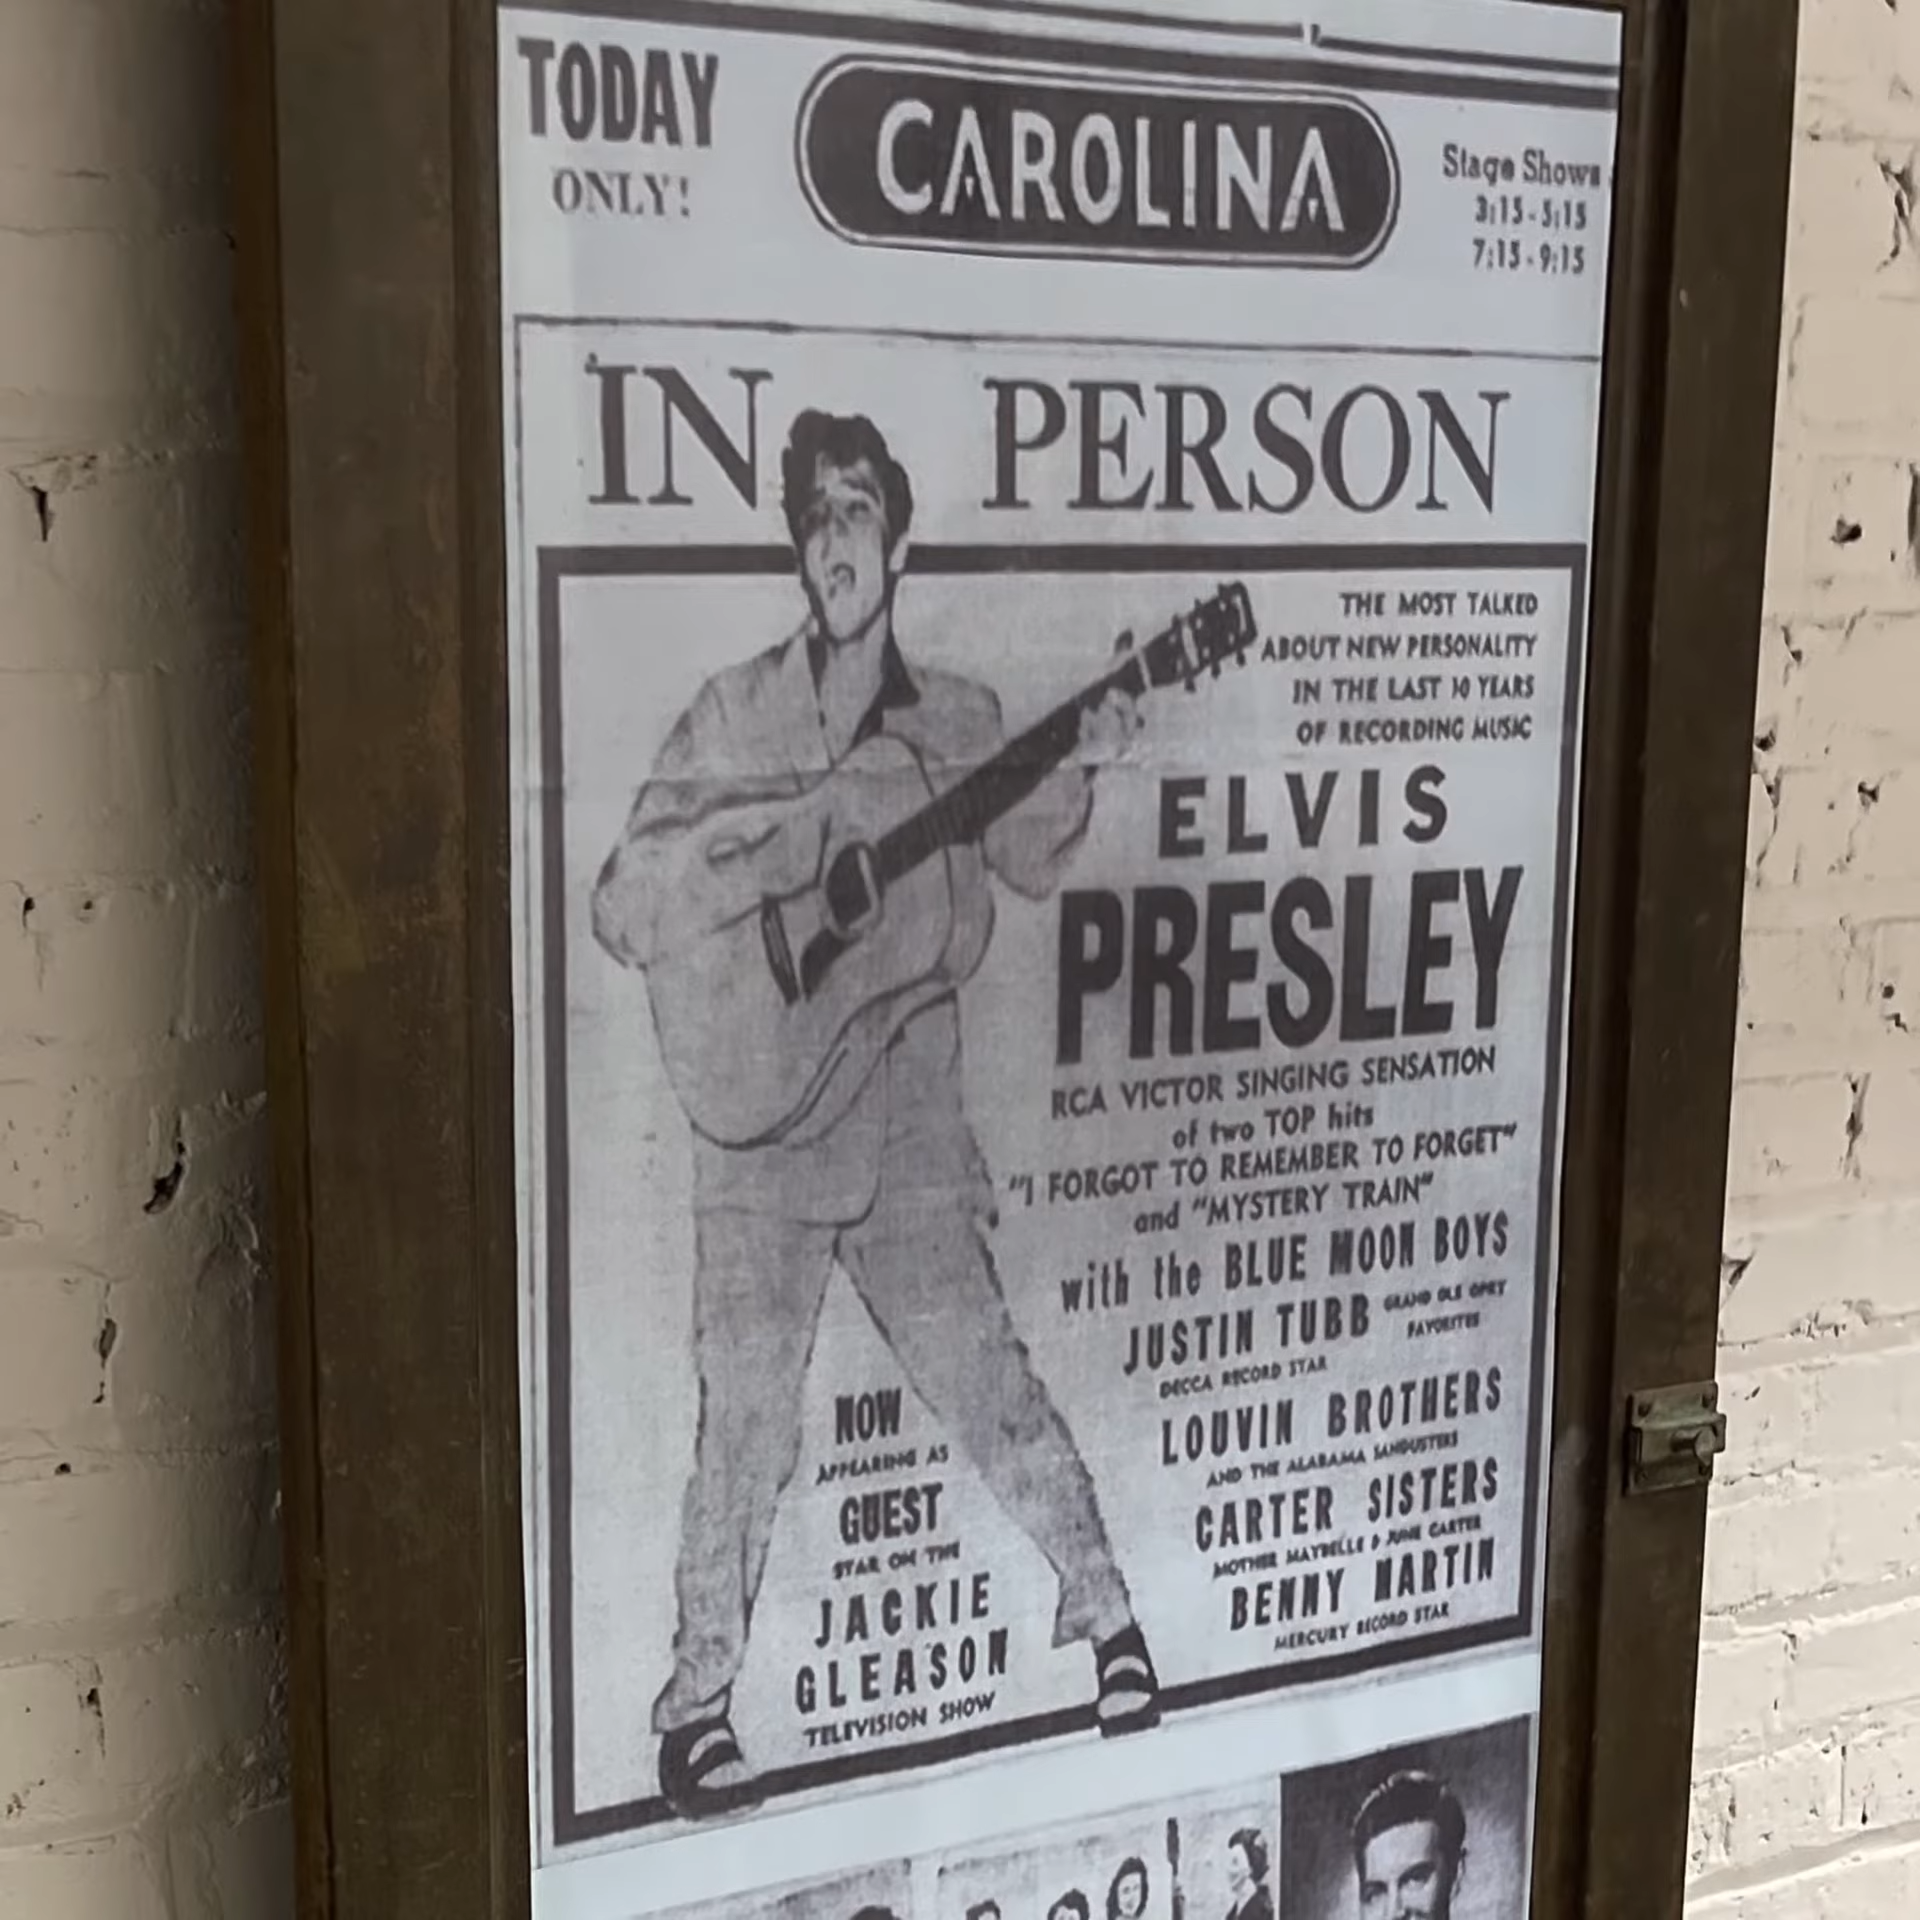 TODAY
ONLY!
CAROLINA
Stage Shows
3:15-5:15
7:15-9:15
IN PERSON
THE MOST TALKED
ABOUT NEW PERSONALITY
IN THE LAST 10 YEARS
OF RECORDING MUSIC
ELVIS
PRESLEY
RCA VICTOR SINGING SENSATION
of two TOP hits
"I FORGOT TO REMEMBER TO FORGET"
and "MYSTERY TRAIN"
with the BLUE MOON BOYS
JUSTIN TUBB
GRAND OLE OPRY
FAVORITES
DECCA RECORD STAR
LOUVIN BROTHERS
AND THE ALABAMA SANDUSTERS
CARTER SISTERS
MOTHER MAYBELLE & JUNE CARTER
BENNY MARTIN
MERCURY RECORD STAR
NOW
APPEARING AS
GUEST
STAR ON THE
JACKIE
GLEASON
TELEVISION SHOW